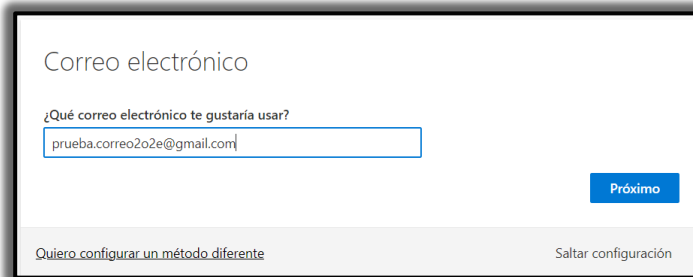 Correo electrónico
¿Qué correo electrónico te gustaría usar?
prueba.correo2o2e@gmail.com
Próximo
Quiero configurar un método diferente
Saltar configuración